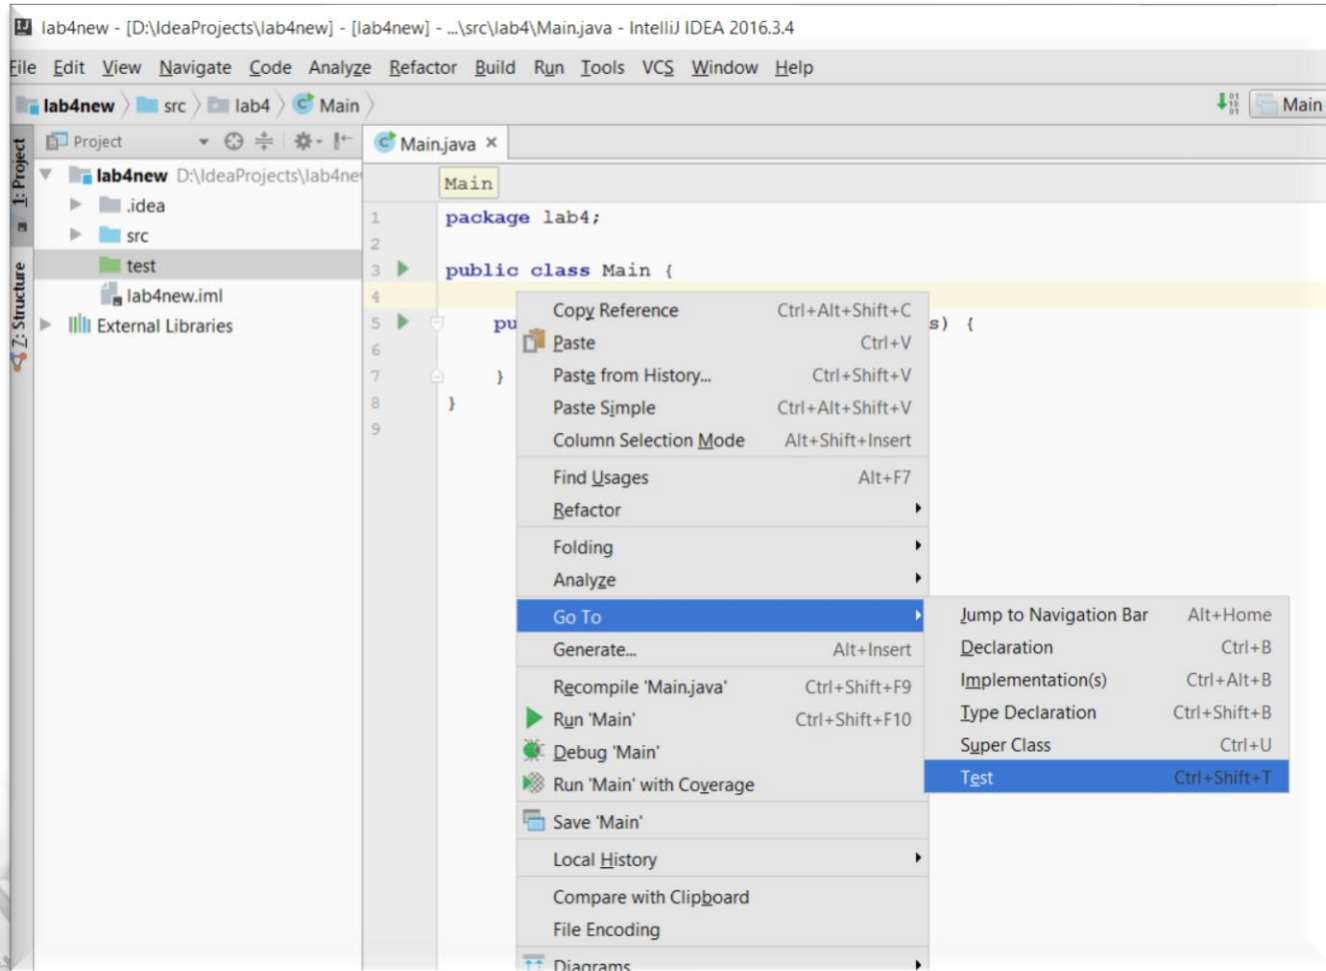 lab4new - [D:\IdeaProjects\lab4new] - [lab4new] - ...\src\lab4\Main.java - IntelliJ IDEA 2016.3.4
File Edit View Navigate Code Analyze Refactor Build Run Tools VCS Window Help
lab4new src lab4 Main Main
1: Project
7: Structure
Project
lab4new D:\IdeaProjects\lab4ne
.idea
src
test
lab4new.iml
External Libraries
Main.java
Main
1 package lab4;
2
3 public class Main {
4
5 pu s) {
6
7 }
8 }
9
Copy Reference Ctrl+Alt+Shift+C
Paste Ctrl+V
Paste from History... Ctrl+Shift+V
Paste Simple Ctrl+Alt+Shift+V
Column Selection Mode Alt+Shift+Insert
Find Usages Alt+F7
Refactor
Folding
Analyze
Go To
Generate... Alt+Insert
Recompile 'Main.java' Ctrl+Shift+F9
Run 'Main' Ctrl+Shift+F10
Debug 'Main'
Run 'Main' with Coverage
Save 'Main'
Local History
Compare with Clipboard
File Encoding
Diagrams
Jump to Navigation Bar Alt+Home
Declaration Ctrl+B
Implementation(s) Ctrl+Alt+B
Type Declaration Ctrl+Shift+B
Super Class Ctrl+U
Test Ctrl+Shift+T